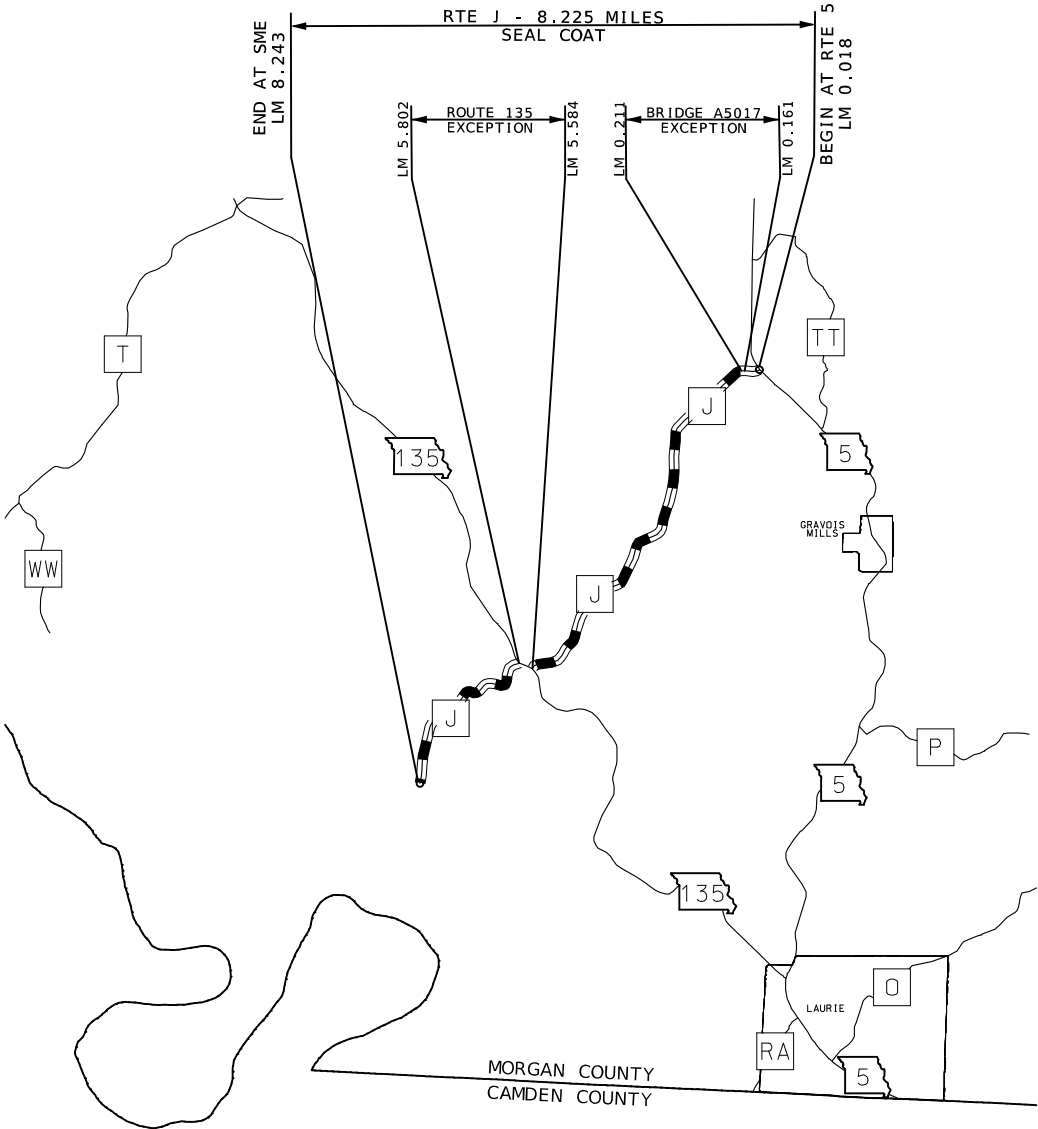 RTE J - 8.225 MILES
SEAL COAT
END AT SME
LM 8.243
BEGIN AT RTE 5
LM 0.018
LM 5.802
ROUTE 135
EXCEPTION
LM 5.584
LM 0.211
BRIDGE A5017
EXCEPTION
LM 0.161
T
TT
J
135
5
GRAVOIS
MILLS
WW
J
J
P
5
135
O
LAURIE
RA
5
MORGAN COUNTY
CAMDEN COUNTY